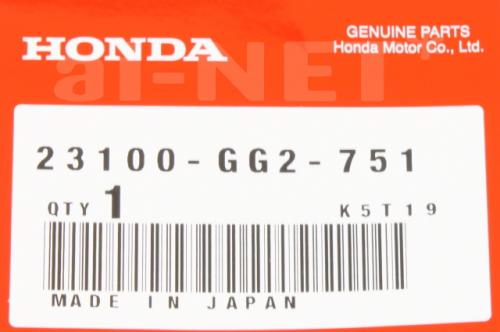 HONDA
GENUINE PARTS
Honda Motor Co., Ltd.
ai-NET
23100-GG2-751
QTY 1 K5T19
MADE IN JAPAN